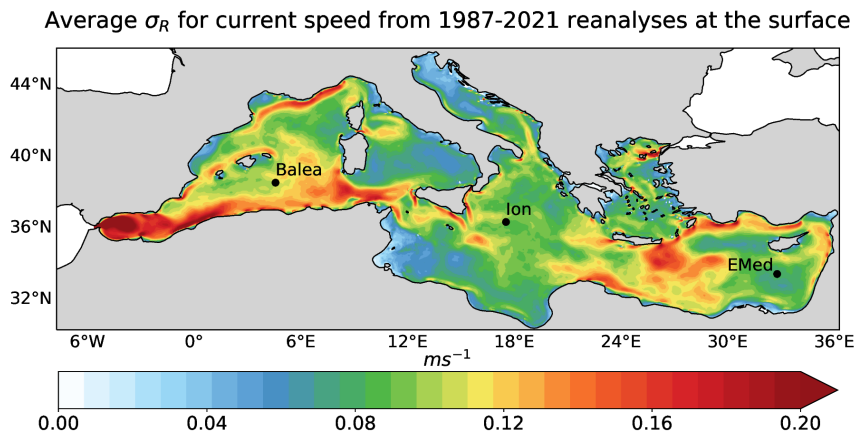 Average σ_R for current speed from 1987-2021 reanalyses at the surface
44°N
40°N
36°N
32°N
Balea
Ion
EMed
6°W 0° 6°E 12°E 18°E 24°E 30°E 36°E
ms⁻¹
0.00 0.04 0.08 0.12 0.16 0.20